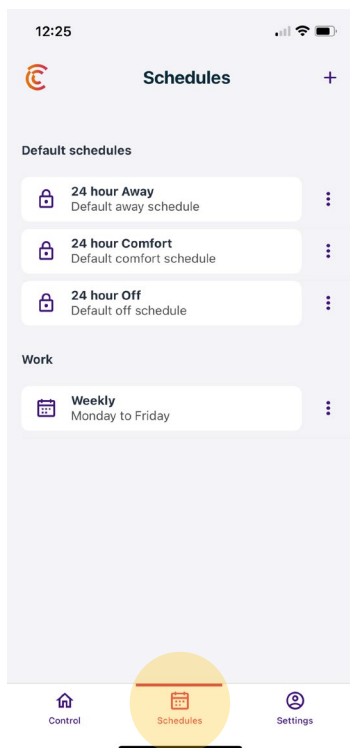 12:25
Schedules
+
Default schedules
24 hour Away
Default away schedule
24 hour Comfort
Default comfort schedule
24 hour Off
Default off schedule
Work
Weekly
Monday to Friday
Control
Schedules
Settings